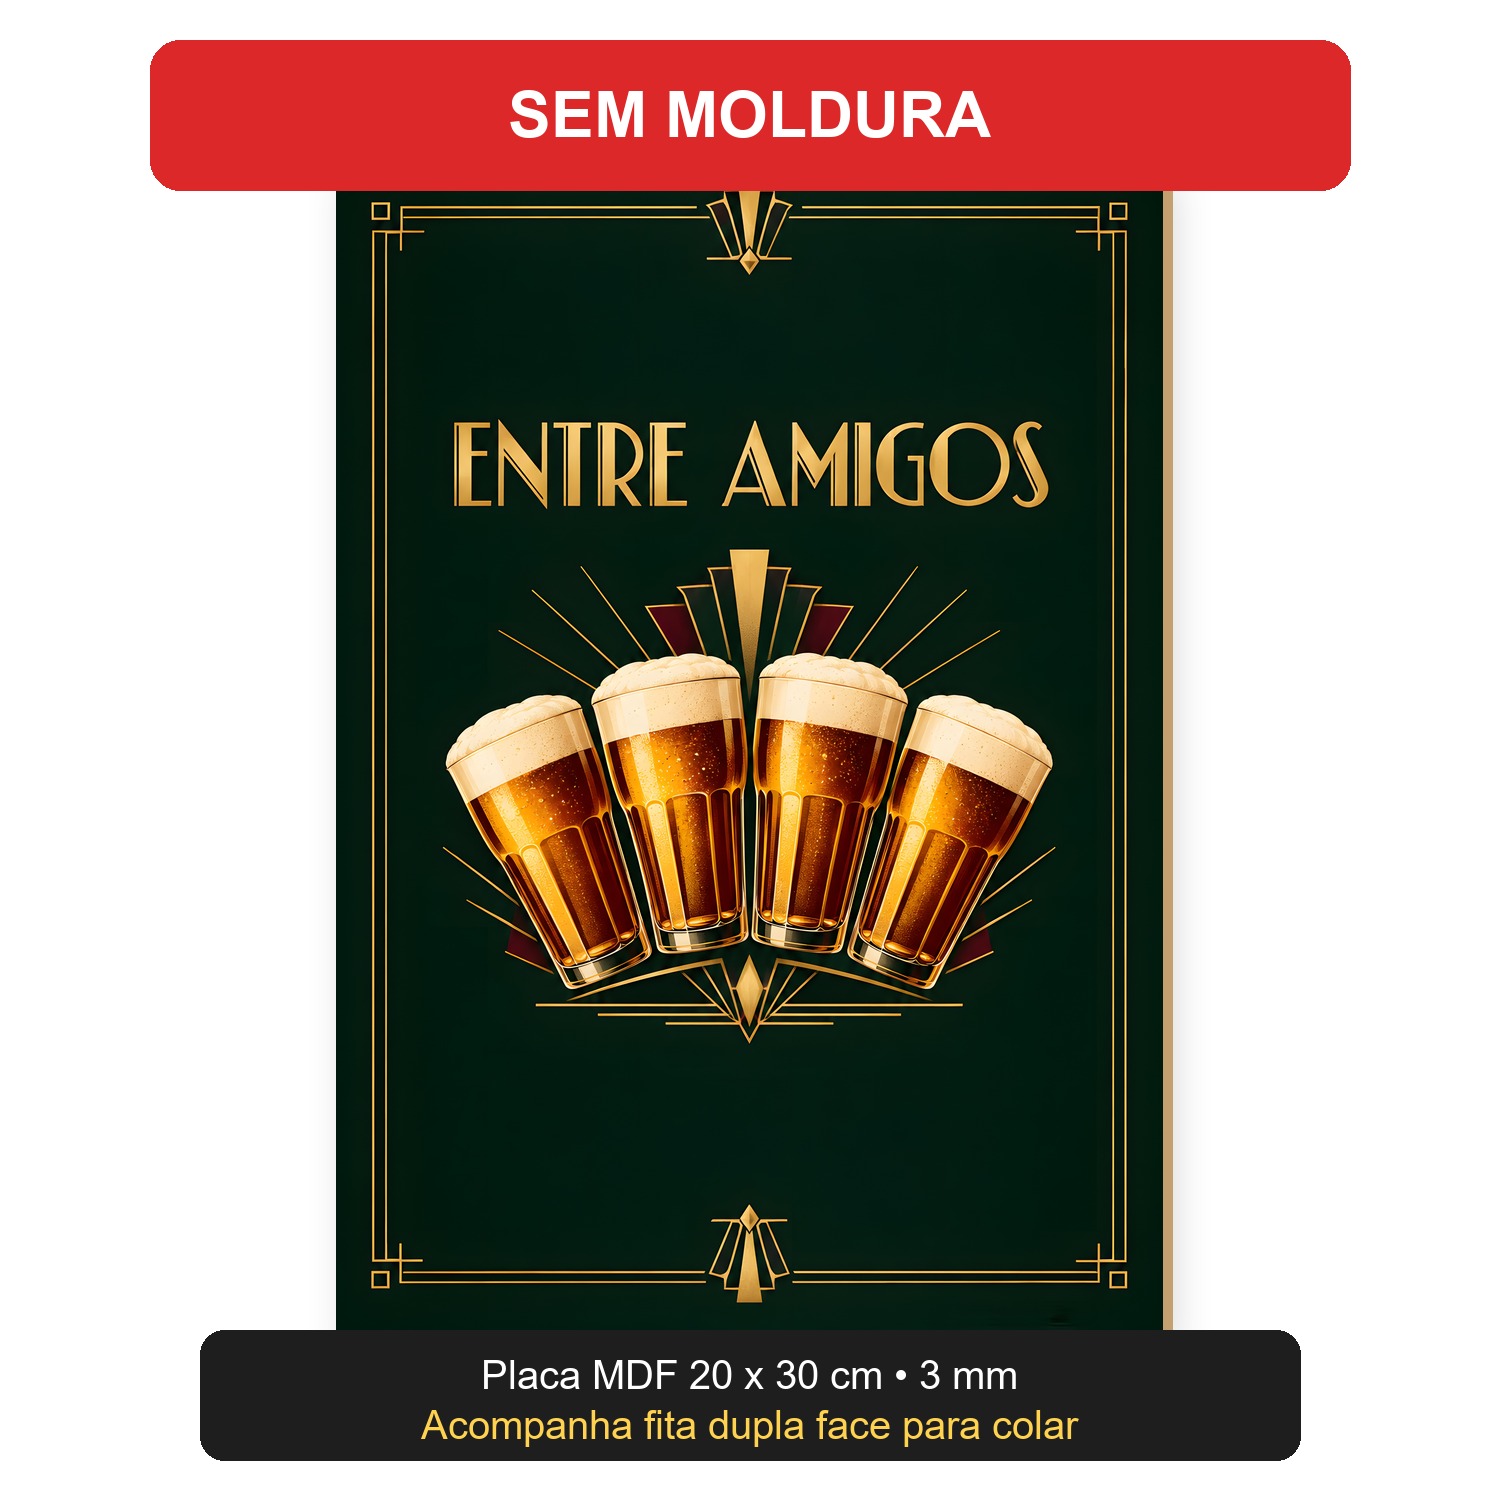 SEM MOLDURA
ENTRE AMIGOS
Placa MDF 20 x 30 cm • 3 mm
Acompanha fita dupla face para colar